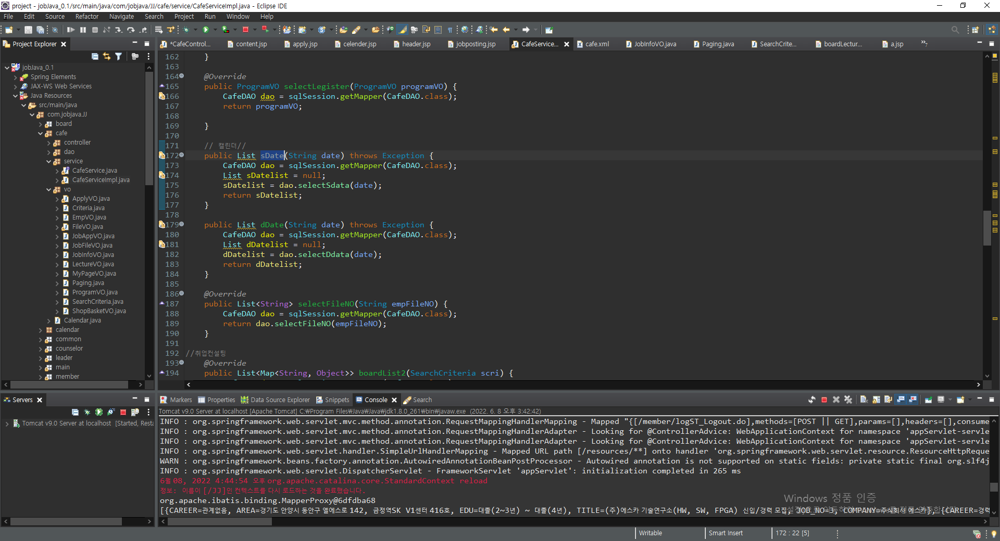 project - jobJava_0.1/src/main/java/com/jobjava/JJ/cafe/service/CafeServiceImpl.java - Eclipse IDE
File Edit Source Refactor Navigate Search Project Run Window Help
Project Explorer
*CafeControl... content.jsp apply.jsp celender.jsp header.jsp jobposting.jsp CafeService... cafe.xml JobInfoVO.java Paging.java SearchCrite... boardLectur... a.jsp »7
jobJava_0.1
Spring Elements
JAX-WS Web Services
Java Resources
src/main/java
com.jobjava.JJ
board
cafe
controller
dao
service
CafeService.java
CafeServiceImpl.java
vo
ApplyVO.java
Criteria.java
EmpVO.java
FileVO.java
JobAppVO.java
JobFileVO.java
JobInfoVO.java
LectureVO.java
MyPageVO.java
Paging.java
ProgramVO.java
SearchCriteria.java
ShopBasketVO.java
Calendar.java
calendar
common
counselor
leader
main
member
162 }
163
164 @Override
165 public ProgramVO selectLegister(ProgramVO programVO) {
166 CafeDAO dao = sqlSession.getMapper(CafeDAO.class);
167 return programVO;
168
169 }
170
171 // 캘린더//
172 public List sDate(String date) throws Exception {
173 CafeDAO dao = sqlSession.getMapper(CafeDAO.class);
174 List sDatelist = null;
175 sDatelist = dao.selectSdata(date);
176 return sDatelist;
177 }
178
179 public List dDate(String date) throws Exception {
180 CafeDAO dao = sqlSession.getMapper(CafeDAO.class);
181 List dDatelist = null;
182 dDatelist = dao.selectDdata(date);
183 return dDatelist;
184 }
185
186 @Override
187 public List<String> selectFileNO(String empFileNO) {
188 CafeDAO dao = sqlSession.getMapper(CafeDAO.class);
189 return dao.selectFileNO(empFileNO);
190 }
191
192 //취업컨설팅
193 @Override
194 public List<Map<String, Object>> boardList2(SearchCriteria scri) {
Servers
Tomcat v9.0 Server at localhost [Started, Resta
Markers Properties Data Source Explorer Snippets Console Search
Tomcat v9.0 Server at localhost [Apache Tomcat] C:₩Program Files₩Java₩Java₩jdk1.8.0_261₩bin₩javaw.exe (2022. 6. 8 오후 3:42:42)
INFO : org.springframework.web.servlet.mvc.method.annotation.RequestMappingHandlerMapping - Mapped "{[/member/logST_Logout.do],methods=[POST || GET],params=[],headers=[],consume
INFO : org.springframework.web.servlet.mvc.method.annotation.RequestMappingHandlerAdapter - Looking for @ControllerAdvice: WebApplicationContext for namespace 'appServlet-servle
INFO : org.springframework.web.servlet.mvc.method.annotation.RequestMappingHandlerAdapter - Looking for @ControllerAdvice: WebApplicationContext for namespace 'appServlet-servle
INFO : org.springframework.web.servlet.handler.SimpleUrlHandlerMapping - Mapped URL path [/resources/**] onto handler 'org.springframework.web.servlet.resource.ResourceHttpReque
WARN : org.springframework.beans.factory.annotation.AutowiredAnnotationBeanPostProcessor - Autowired annotation is not supported on static fields: private static final org.slf4j
INFO : org.springframework.web.servlet.DispatcherServlet - FrameworkServlet 'appServlet': initialization completed in 265 ms
6월 08, 2022 4:44:54 오후 org.apache.catalina.core.StandardContext reload
정보: 이름이 [/JJ]인 컨텍스트를 다시 로드하는 것을 완료했습니다.
org.apache.ibatis.binding.MapperProxy@6dfdba68
[{CAREER=관계없음, AREA=경기도 안양시 동안구 엘에스로 142, 금정역SK V1센터 416호, EDU=대졸(2~3년) ~ 대졸(4년), TITLE=(주)에스카 기술연구소(HW, SW, FPGA) 신입/경력 모집, JOB_NO=3, COMPANY=주식회사 에스카}, {CAREER=경력
Windows 정품 인증
Writable Smart Insert 172 : 22 [5]